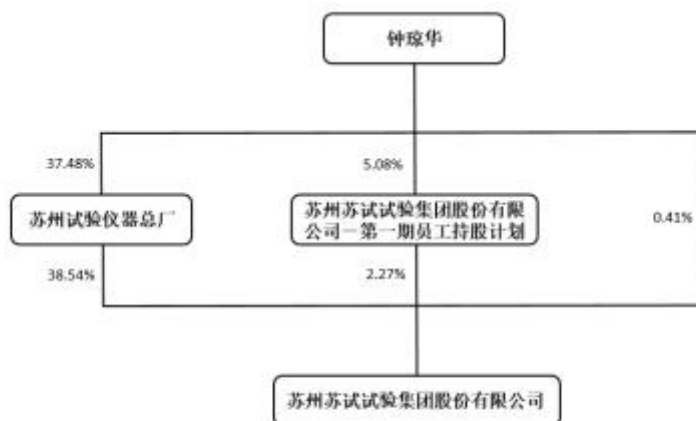 钟琼华
37.48%
5.08%
苏州试验仪器总厂
苏州苏试试验集团股份有限
公司－第一期员工持股计划
0.41%
38.54%
2.27%
苏州苏试试验集团股份有限公司